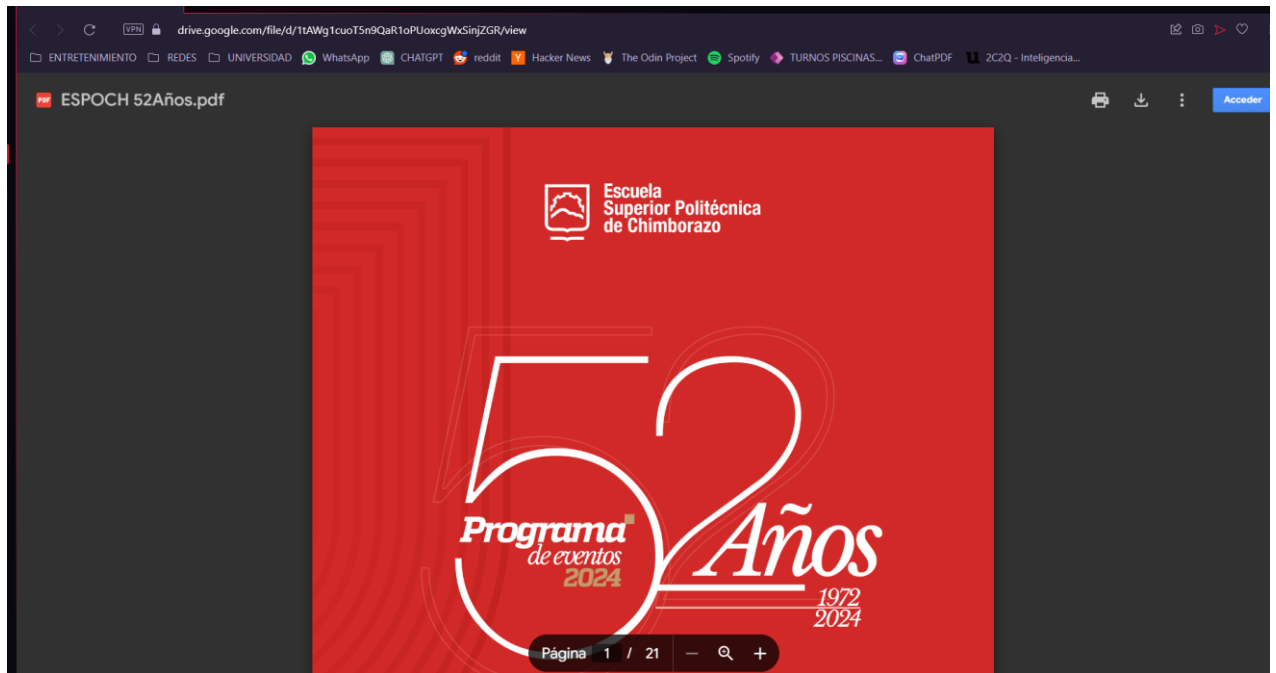 VPN drive.google.com/file/d/1tAWg1cuoT5n9QaR1oPUoxcgWxSinjZGR/view
ENTRETENIMIENTO REDES UNIVERSIDAD WhatsApp CHATGPT reddit Hacker News The Odin Project Spotify TURNOS PISCINAS... ChatPDF 2C2Q - Inteligencia...
PDF ESPOCH 52Años.pdf Acceder
Escuela
Superior Politécnica
de Chimborazo
52 Años
Programa
de eventos
2024
1972
2024
Página 1 / 21